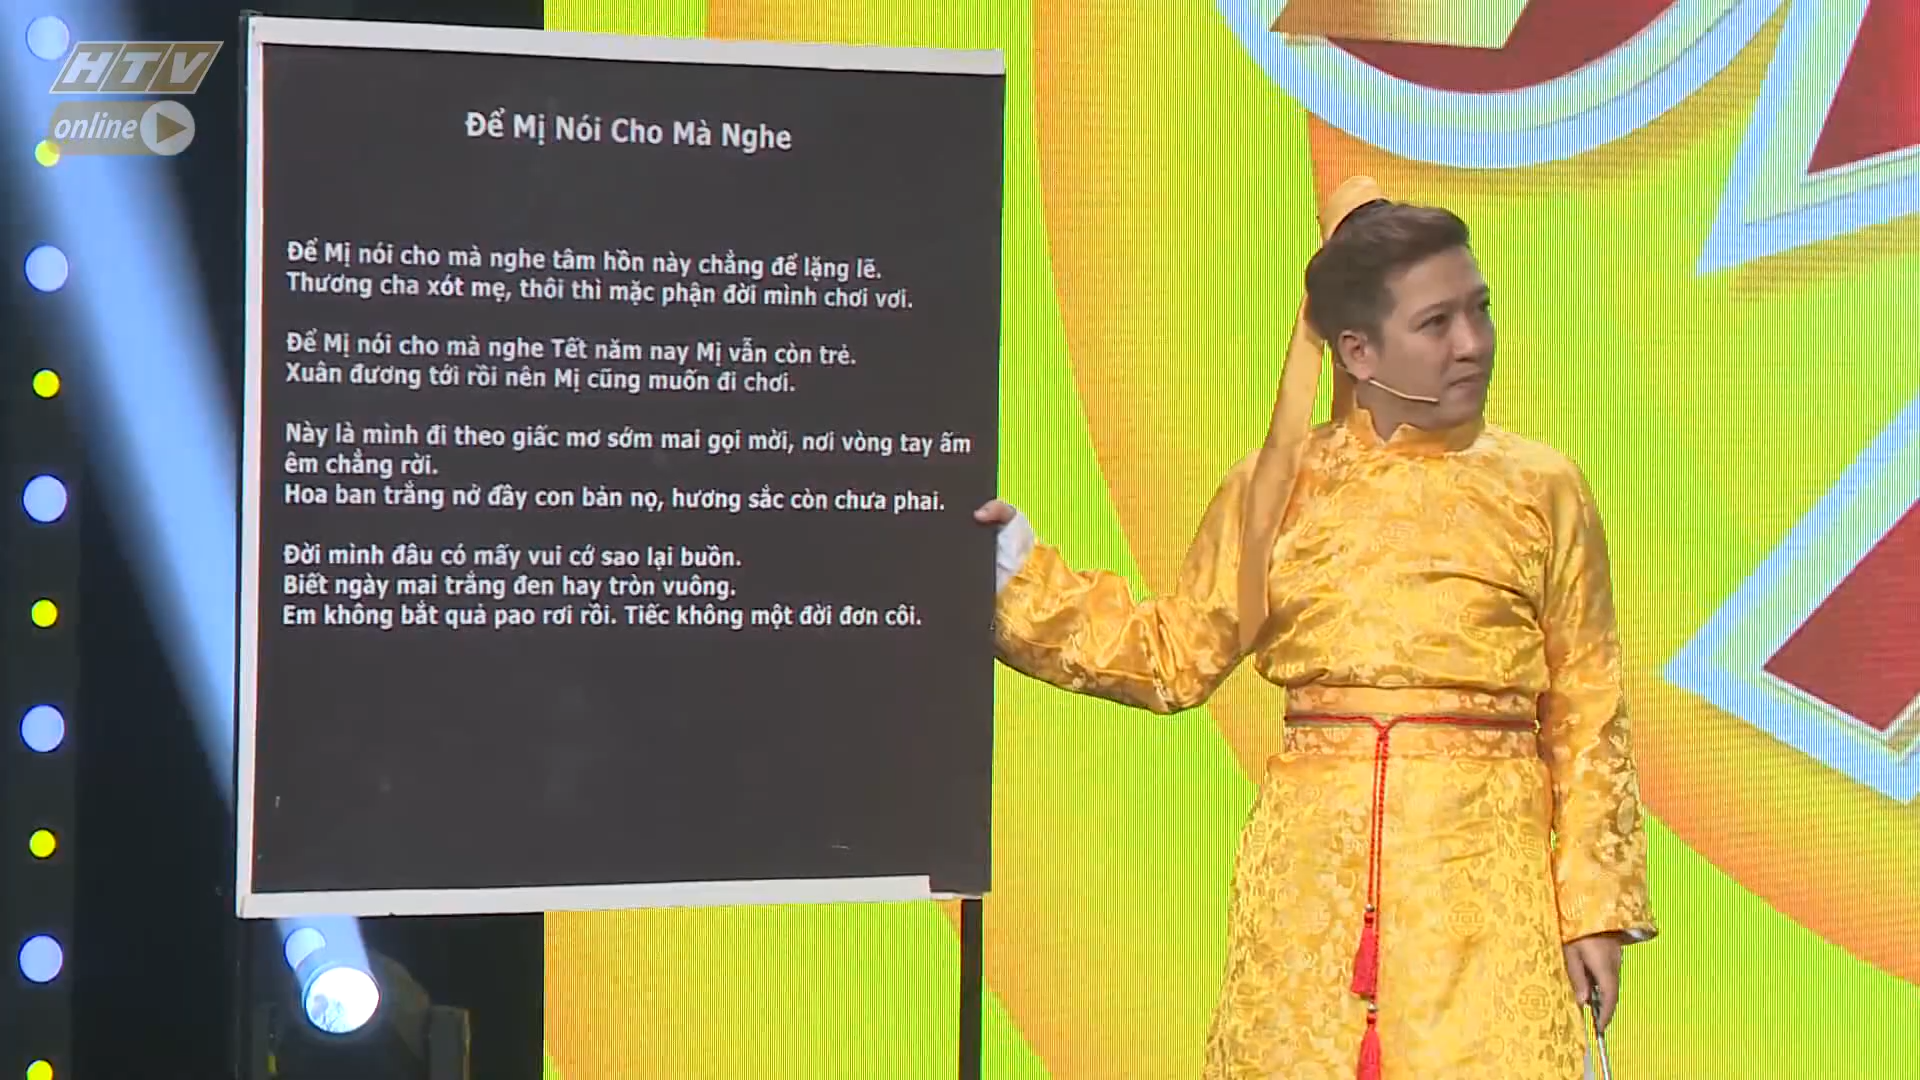 HTV
online
Để Mị Nói Cho Mà Nghe
Để Mị nói cho mà nghe tâm hồn này chẳng để lặng lẽ.
Thương cha xót mẹ, thôi thì mặc phận đời mình chơi vơi.
Để Mị nói cho mà nghe Tết năm nay Mị vẫn còn trẻ.
Xuân đương tới rồi nên Mị cũng muốn đi chơi.
Này là mình đi theo giấc mơ sớm mai gọi mời, nơi vòng tay ấm
êm chẳng rời.
Hoa ban trắng nở đầy con bản nọ, hương sắc còn chưa phai.
Đời mình đâu có mấy vui cớ sao lại buồn.
Biết ngày mai trắng đen hay tròn vuông.
Em không bắt quả pao rơi rồi. Tiếc không một đời đơn côi.